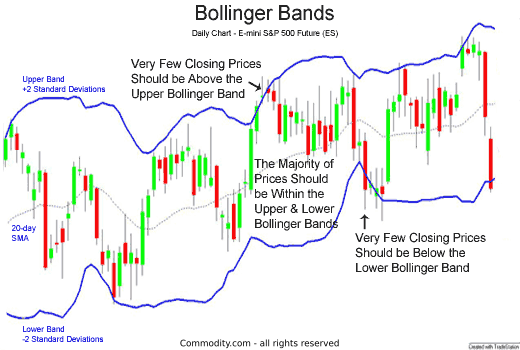 Bollinger Bands
Daily Chart - E-mini S&P 500 Future (ES)
Very Few Closing Prices
Should be Above the
Upper Bollinger Band
Upper Band
+2 Standard Deviations
The Majority of
Prices Should
be Within the
Upper & Lower
Bollinger Bands
20-day
SMA
Very Few Closing Prices
Should be Below the
Lower Bollinger Band
Lower Band
-2 Standard Deviations
Commodity.com - all rights reserved
Created with TradeStation